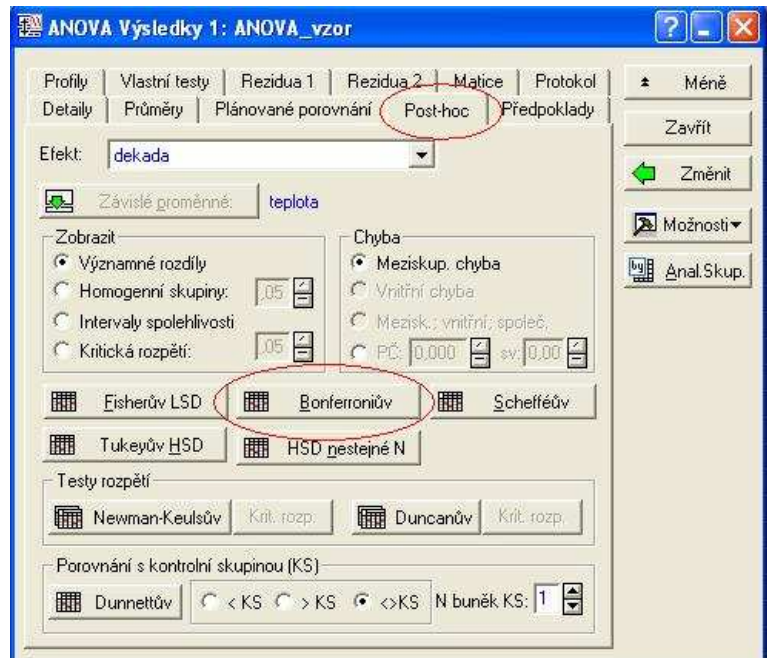 ANOVA Výsledky 1: ANOVA_vzor
Profily Vlastní testy Rezidua 1 Rezidua 2 Matice Protokol
Detaily Průměry Plánované porovnání Post-hoc Předpoklady
Méně
Zavřít
Změnit
Možnosti
Anal.Skup.
Efekt: dekada
Závislé proměnné: teplota
Zobrazit
Významné rozdíly
Homogenní skupiny: ,05
Intervaly spolehlivosti
Kritická rozpětí: ,05
Chyba
Meziskup. chyba
Vnitřní chyba
Mezisk.; vnitřní; společ.
PČ: 0,000 sv: 0,00
Fisherův LSD Bonferroniův Scheffeův
Tukeyův HSD HSD nestejné N
Testy rozpětí
Newman-Keulsův Krit. rozp. Duncanův Krit. rozp.
Porovnání s kontrolní skupinou (KS)
Dunnettův < KS > KS <>KS N buněk KS: 1